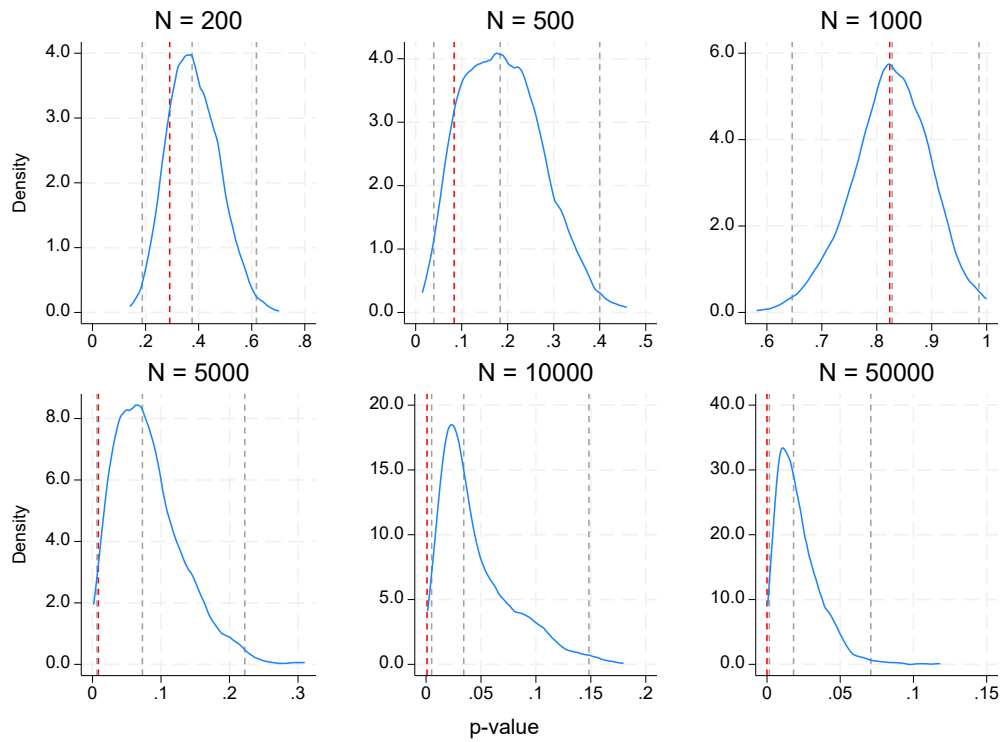 N = 200
N = 500
N = 1000
Density
4.0
3.0
2.0
1.0
0.0
0 .2 .4 .6 .8
4.0
3.0
2.0
1.0
0.0
0 .1 .2 .3 .4 .5
6.0
4.0
2.0
0.0
.6 .7 .8 .9 1
N = 5000
N = 10000
N = 50000
Density
8.0
6.0
4.0
2.0
0.0
0 .1 .2 .3
20.0
15.0
10.0
5.0
0.0
0 .05 .1 .15 .2
40.0
30.0
20.0
10.0
0.0
0 .05 .1 .15
p-value